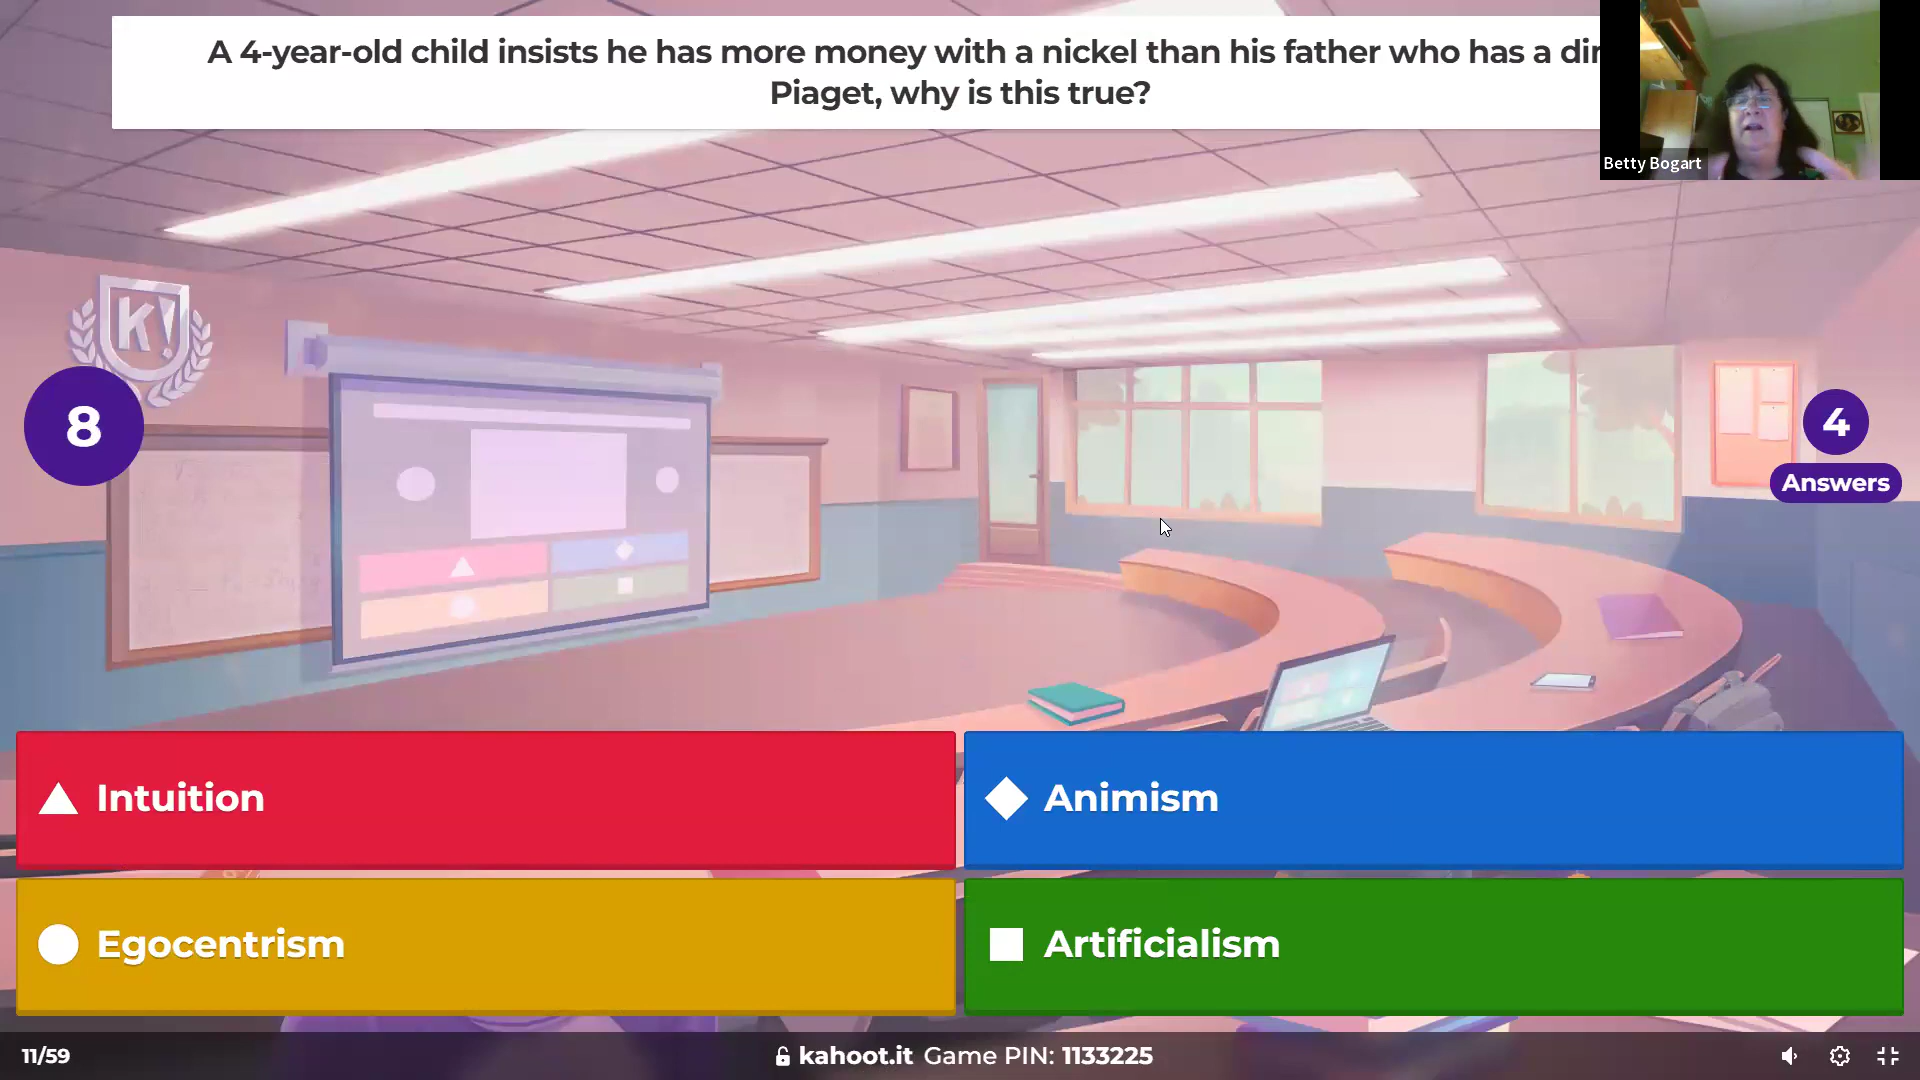 A 4-year-old child insists he has more money with a nickel than his father who has a
Piaget, why is this true?
Betty Bogart
K!
8
4
Answers
Intuition
Animism
Egocentrism
Artificialism
11/59
kahoot.it Game PIN: 1133225